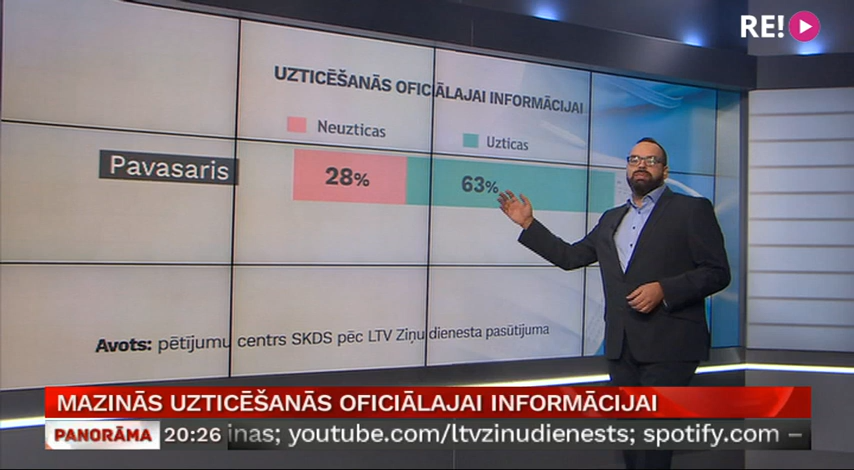 RE!
UZTICĒŠANĀS OFICIĀLAJAI INFORMĀCIJAI
Neuzticas
Uzticas
Pavasaris
28%
63%
Avots: pētījumu centrs SKDS pēc LTV Ziņu dienesta pasūtījuma
MAZINĀS UZTICĒŠANĀS OFICIĀLAJAI INFORMĀCIJAI
PANORĀMA 20:26 inas; youtube.com/ltvzinudienests; spotify.com –